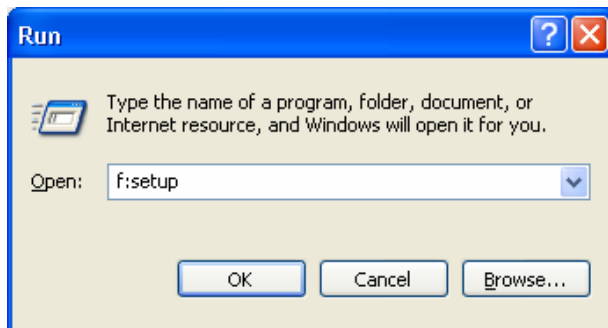 Run
Type the name of a program, folder, document, or
Internet resource, and Windows will open it for you.
Open: f:setup
OK Cancel Browse...